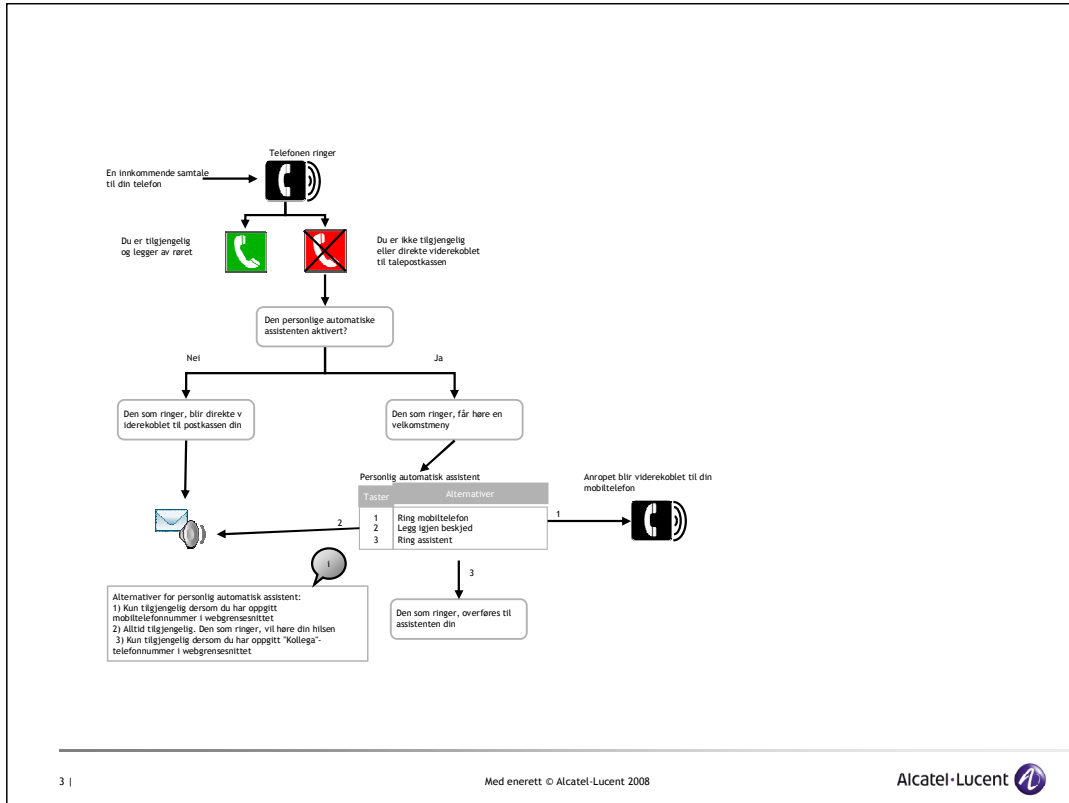 Telefonen ringer
En innkommende samtale
til din telefon
Du er tilgjengelig
og legger av røret
Du er ikke tilgjengelig
eller direkte viderekoblet
til talepostkassen
Den personlige automatiske
assistenten aktivert?
Nei
Ja
Den som ringer, blir direkte v
iderekoblet til postkassen din
Den som ringer, får høre en
velkomstmeny
Personlig automatisk assistent
Taster Alternativer
1 Ring mobiltelefon
2 Legg igjen beskjed
3 Ring assistent
Anropet blir viderekoblet til din
mobiltelefon
1
2
3
i
Den som ringer, overføres til
assistenten din
Alternativer for personlig automatisk assistent:
1) Kun tilgjengelig dersom du har oppgitt
mobiltelefonnummer i webgrensesnittet
2) Alltid tilgjengelig. Den som ringer, vil høre din hilsen
3) Kun tilgjengelig dersom du har oppgitt "Kollega"-
telefonnummer i webgrensesnittet
3 |
Med enerett © Alcatel-Lucent 2008
Alcatel·Lucent